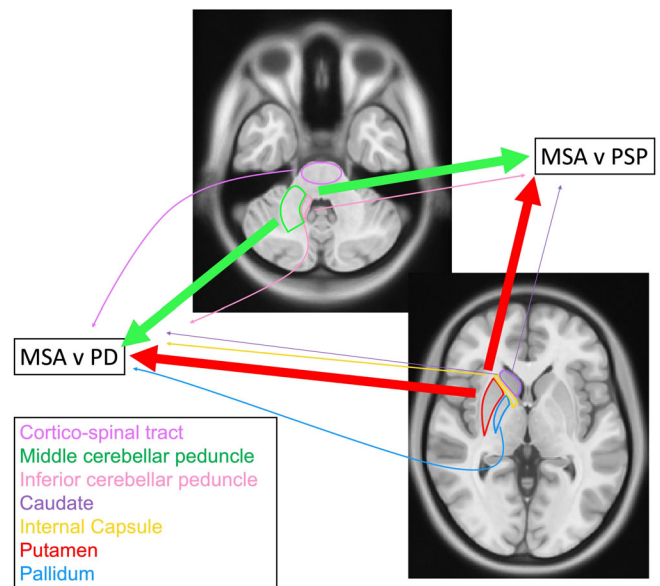 MSA v PSP
MSA v PD
Cortico-spinal tract
Middle cerebellar peduncle
Inferior cerebellar peduncle
Caudate
Internal Capsule
Putamen
Pallidum